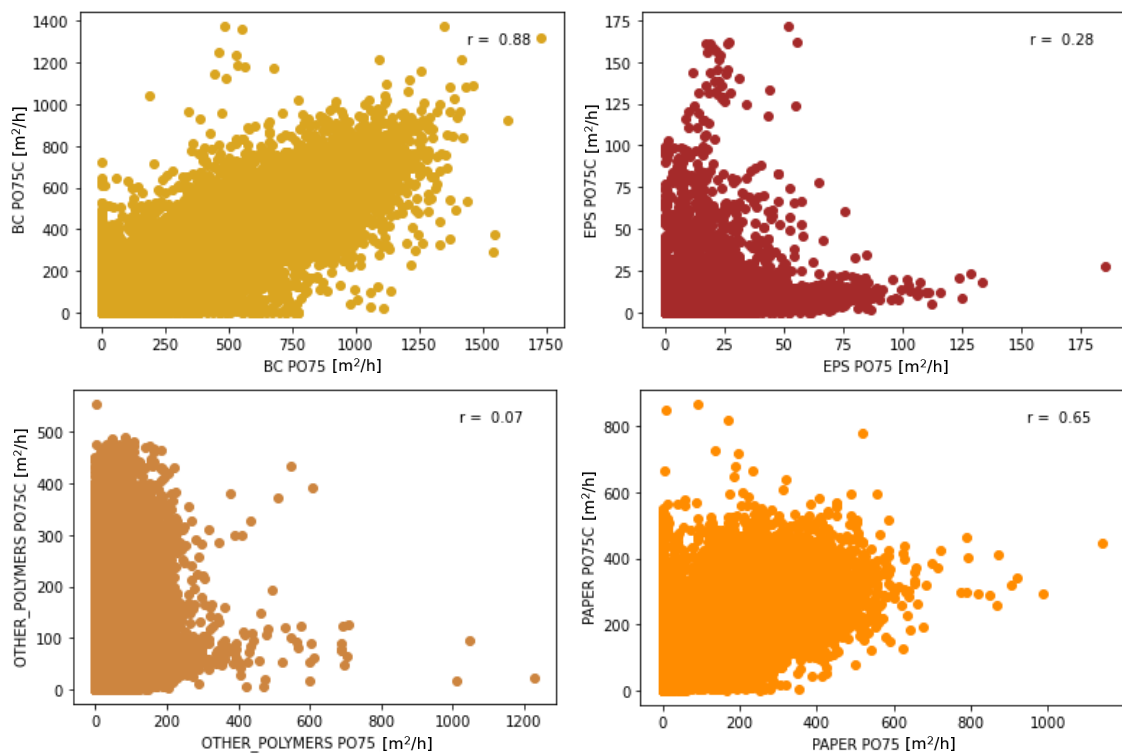 1400
1200
1000
800
600
400
200
0
BC PO75C [m²/h]
r = 0.88
0 250 500 750 1000 1250 1500 1750
BC PO75 [m²/h]
175
150
125
100
75
50
25
0
EPS PO75C [m²/h]
r = 0.28
0 25 50 75 100 125 150 175
EPS PO75 [m²/h]
500
400
300
200
100
0
OTHER_POLYMERS PO75C [m²/h]
r = 0.07
0 200 400 600 800 1000 1200
OTHER_POLYMERS PO75 [m²/h]
800
600
400
200
0
PAPER PO75C [m²/h]
r = 0.65
0 200 400 600 800 1000
PAPER PO75 [m²/h]